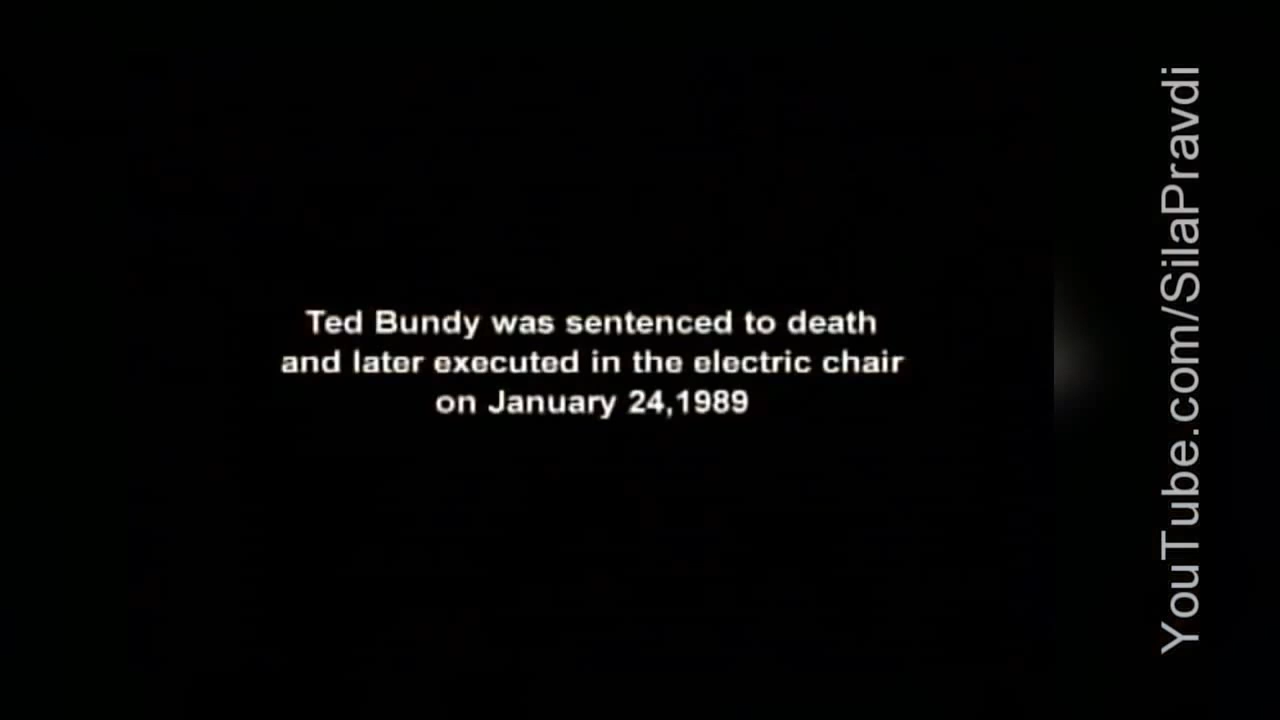 Ted Bundy was sentenced to death
and later executed in the electric chair
on January 24,1989
YouTube.com/SilaPravdi